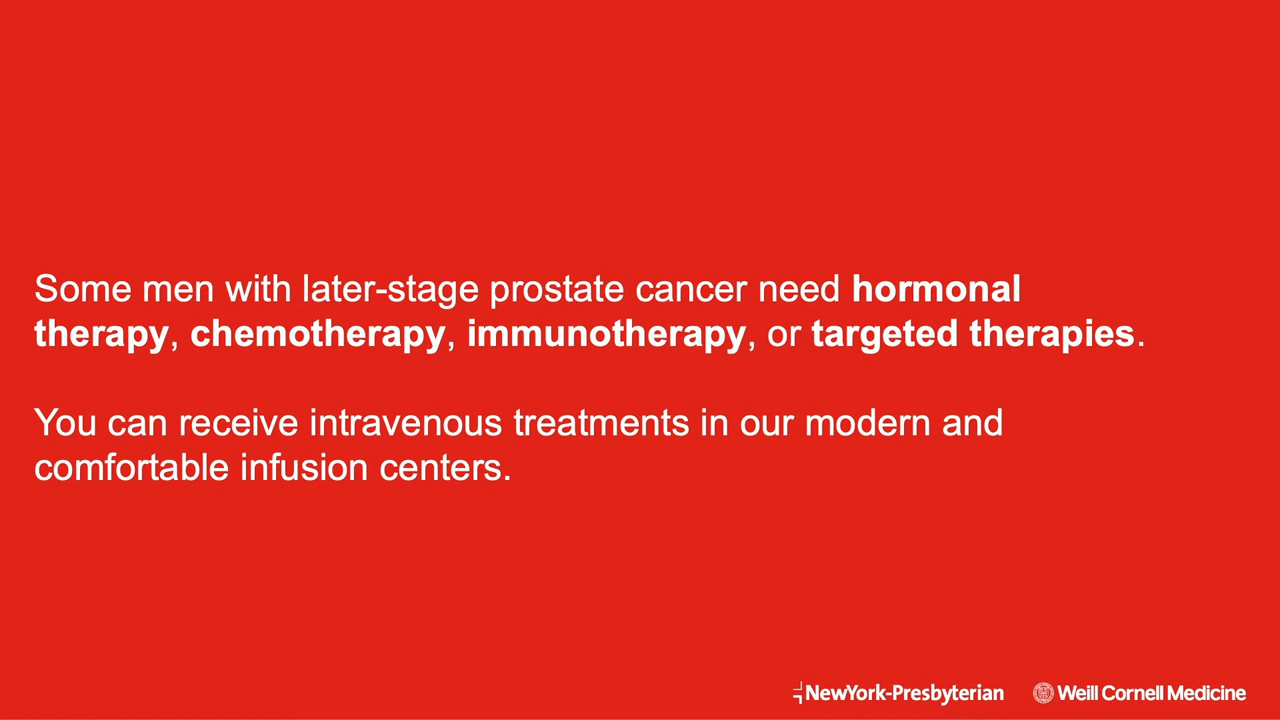 Some men with later-stage prostate cancer need hormonal
therapy, chemotherapy, immunotherapy, or targeted therapies.
You can receive intravenous treatments in our modern and
comfortable infusion centers.
NewYork-Presbyterian Weill Cornell Medicine